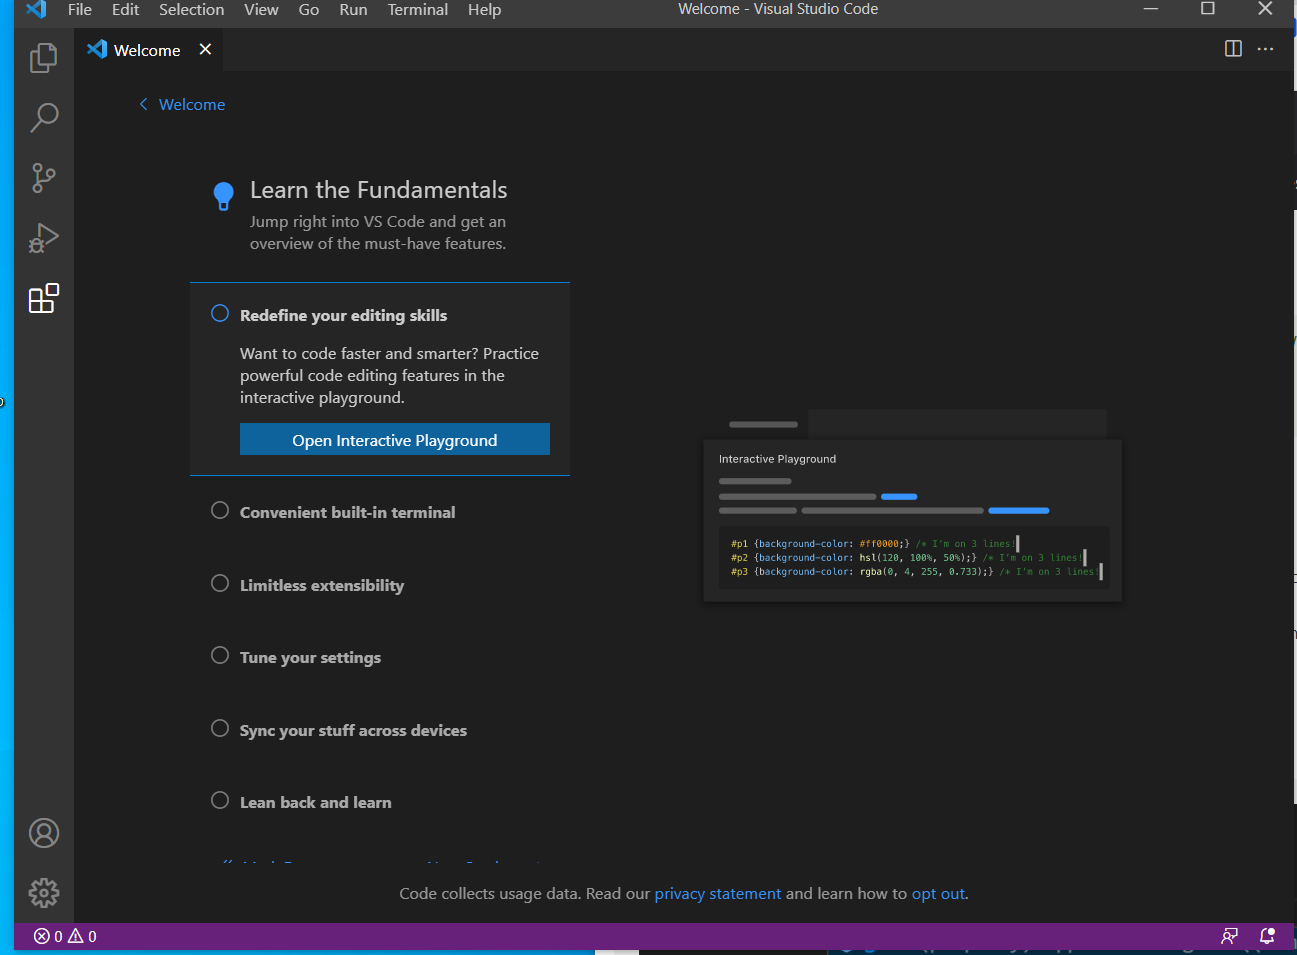 File Edit Selection View Go Run Terminal Help
Welcome - Visual Studio Code
Welcome
Welcome
Learn the Fundamentals
Jump right into VS Code and get an
overview of the must-have features.
Redefine your editing skills
Want to code faster and smarter? Practice
powerful code editing features in the
interactive playground.
Open Interactive Playground
Convenient built-in terminal
Limitless extensibility
Tune your settings
Sync your stuff across devices
Lean back and learn
Interactive Playground
#p1 {background-color: #ff0000;} /* I'm on 3 lines!
#p2 {background-color: hsl(120, 100%, 50%);} /* I'm on 3 lines!
#p3 {background-color: rgba(0, 4, 255, 0.733);} /* I'm on 3 lines!
Code collects usage data. Read our privacy statement and learn how to opt out.
0 0